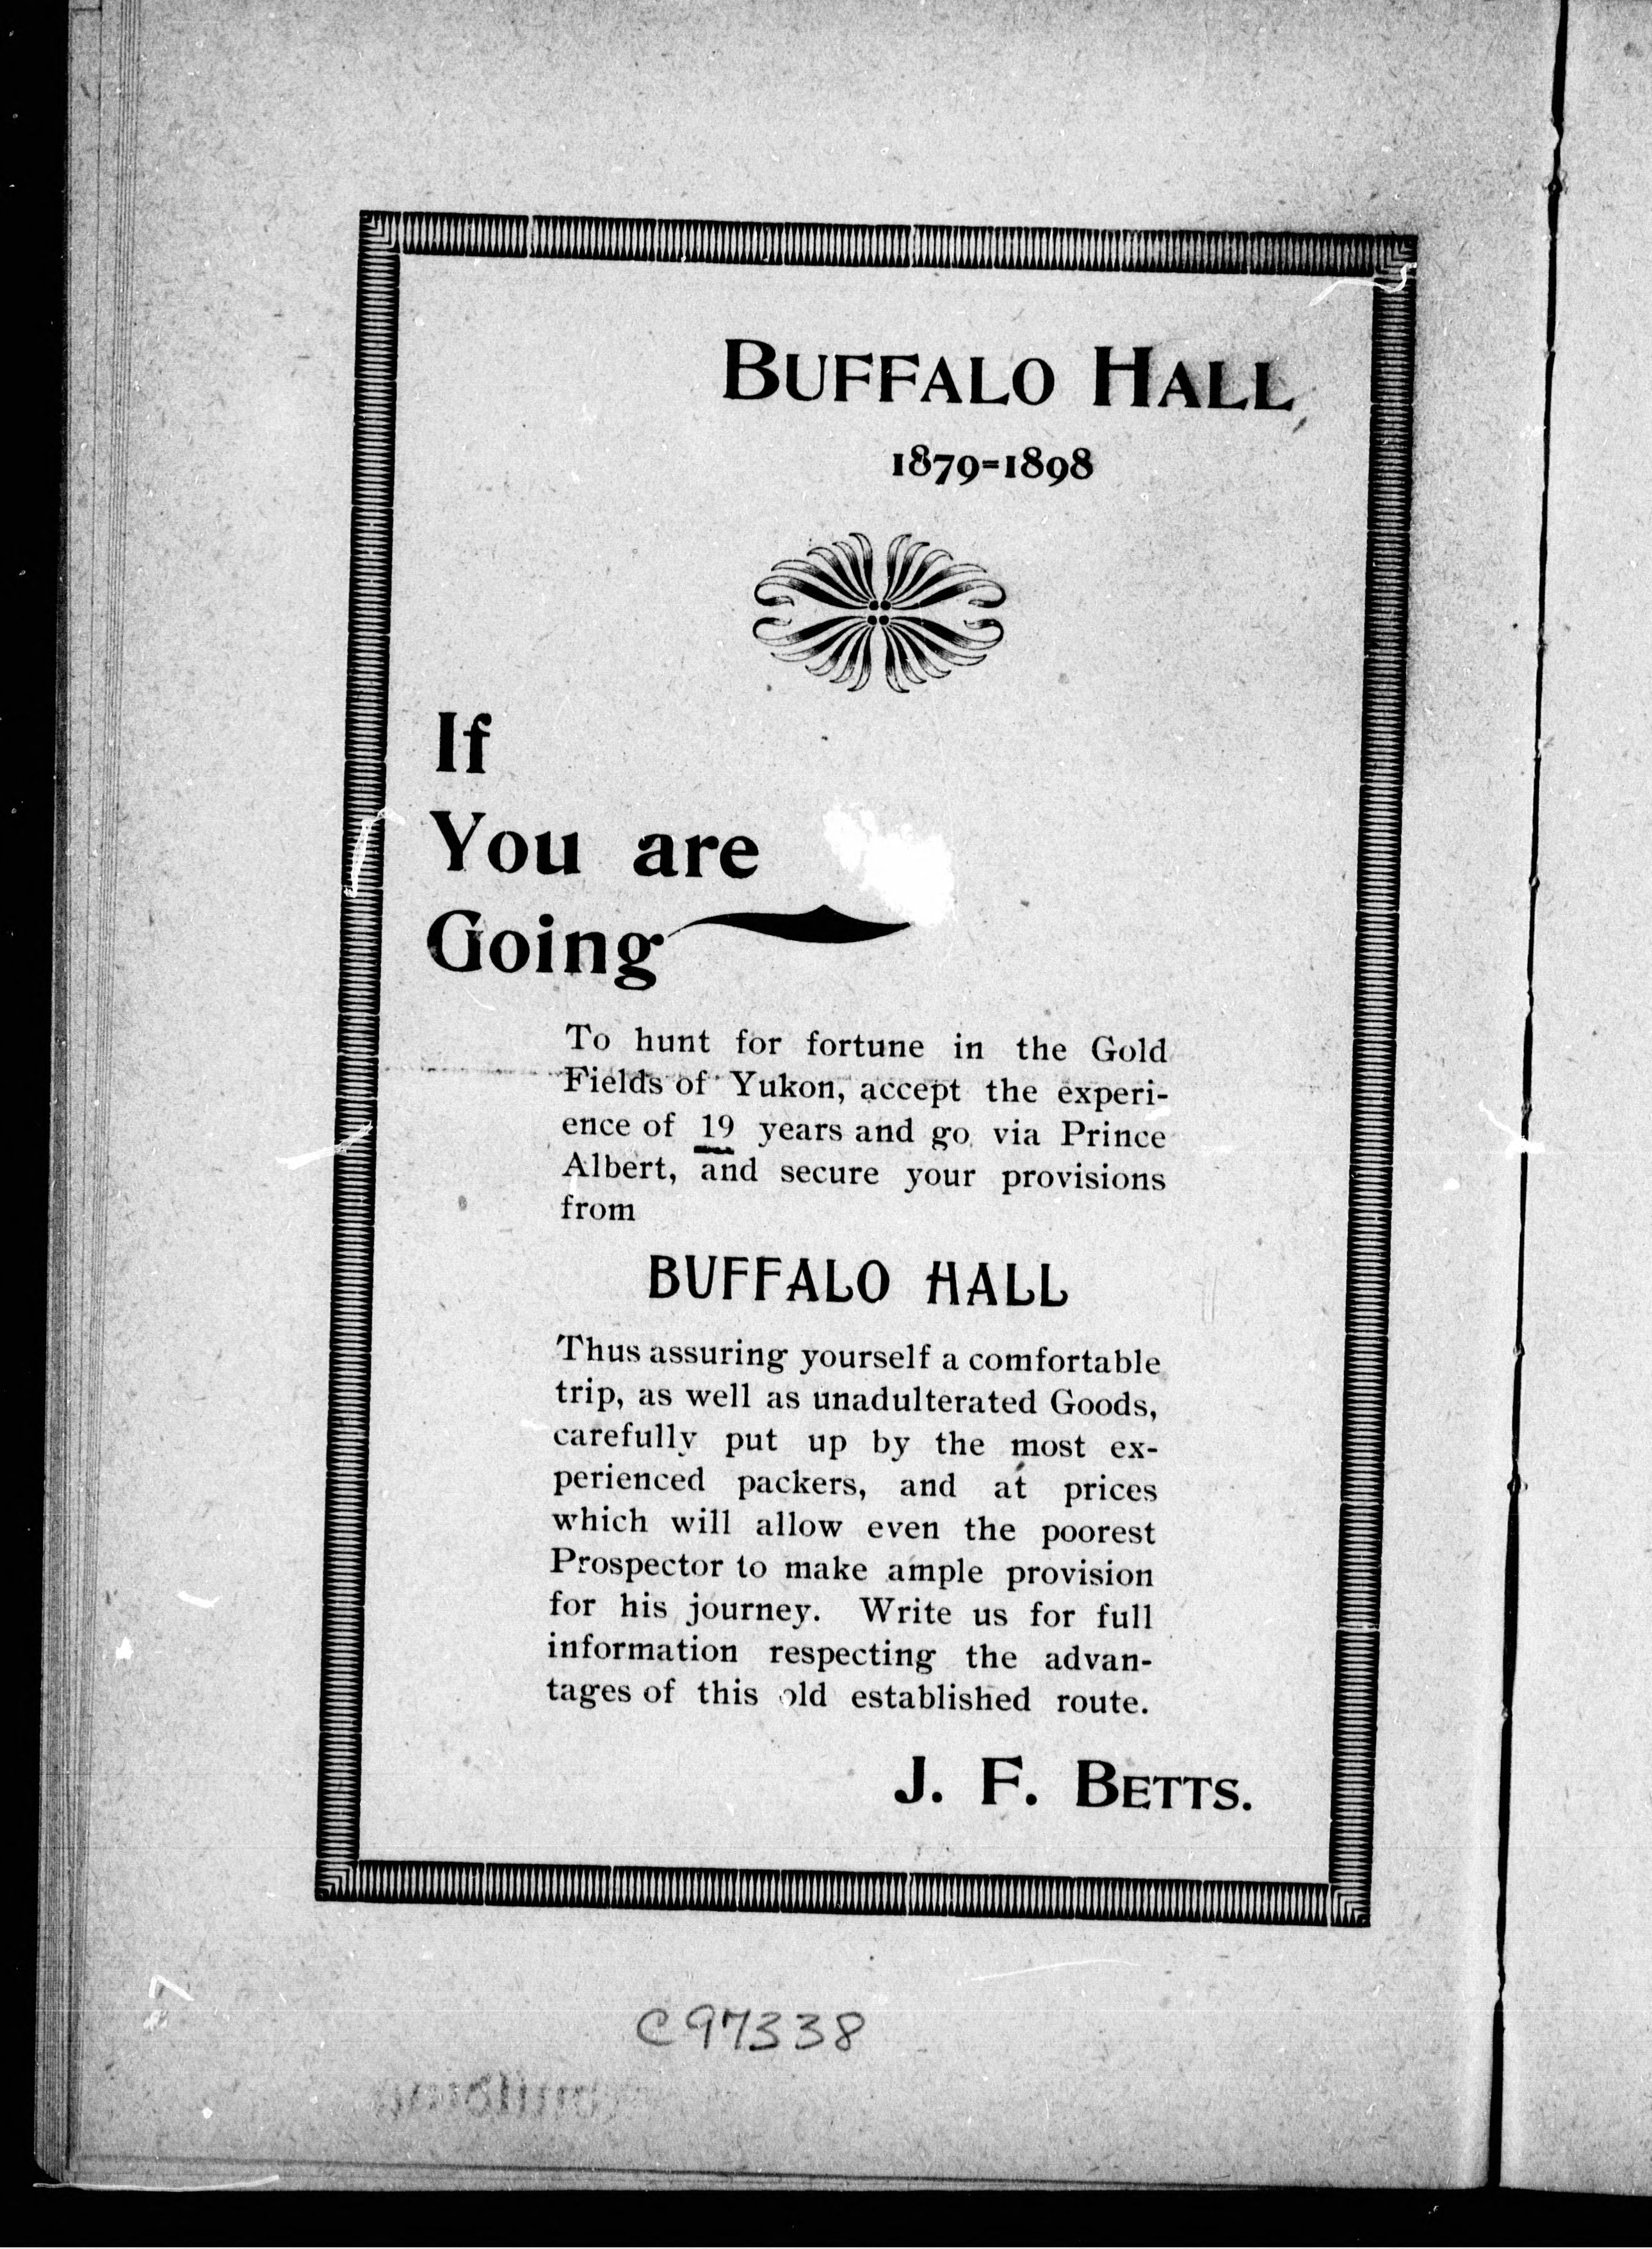 BUFFALO HALL
1879=1898
If
You are
Going
To hunt for fortune in the Gold
Fields of Yukon, accept the experi-
ence of 19 years and go via Prince
Albert, and secure your provisions
from
BUFFALO HALL
Thus assuring yourself a comfortable
trip, as well as unadulterated Goods,
carefully put up by the most ex-
perienced packers, and at prices
which will allow even the poorest
Prospector to make ample provision
for his journey. Write us for full
information respecting the advan-
tages of this old established route.
J. F. BETTS.
C97338